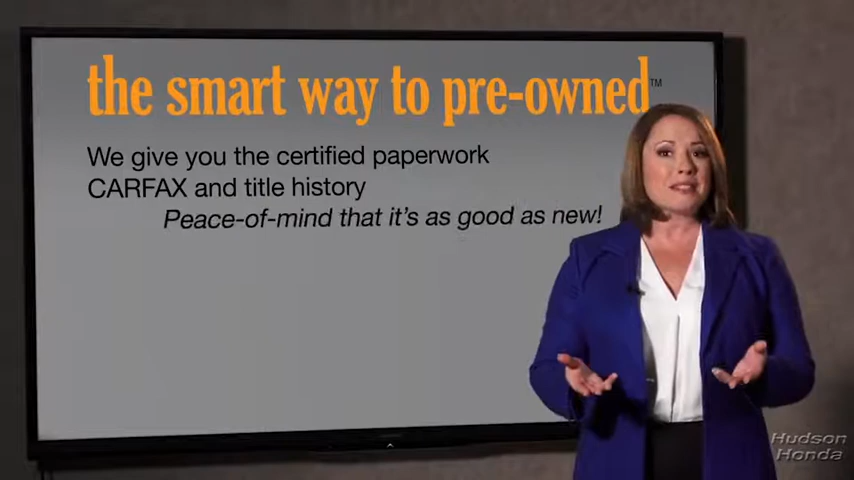 the smart way to pre-owned™
We give you the certified paperwork
CARFAX and title history
Peace-of-mind that it's as good as new!
Hudson
Honda